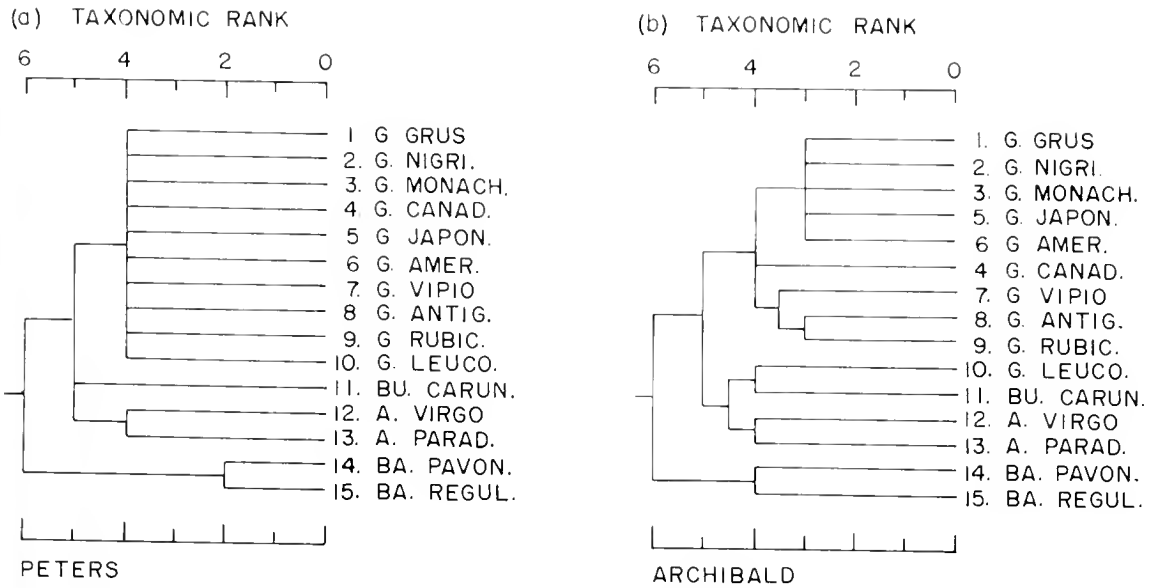 (a) TAXONOMIC RANK
6 4 2 0
1 G GRUS
2. G. NIGRI.
3. G. MONACH.
4 G. CANAD.
5 G JAPON.
6 G. AMER.
7. G. VIPIO
8 G. ANTIG.
9. G RUBIC.
10. G. LEUCO.
11. BU. CARUN.
12. A. VIRGO
13. A. PARAD.
14. BA. PAVON.
15. BA. REGUL.
PETERS
(b) TAXONOMIC RANK
6 4 2 0
1. G. GRUS
2. G. NIGRI.
3 G. MONACH.
5. G. JAPON.
6 G AMER.
4 G. CANAD.
7 G VIPIO
8. G. ANTIG.
9. G. RUBIC.
10. G. LEUCO.
11. BU. CARUN.
12. A. VIRGO
13. A. PARAD.
14. BA. PAVON.
15. BA. REGUL.
ARCHIBALD